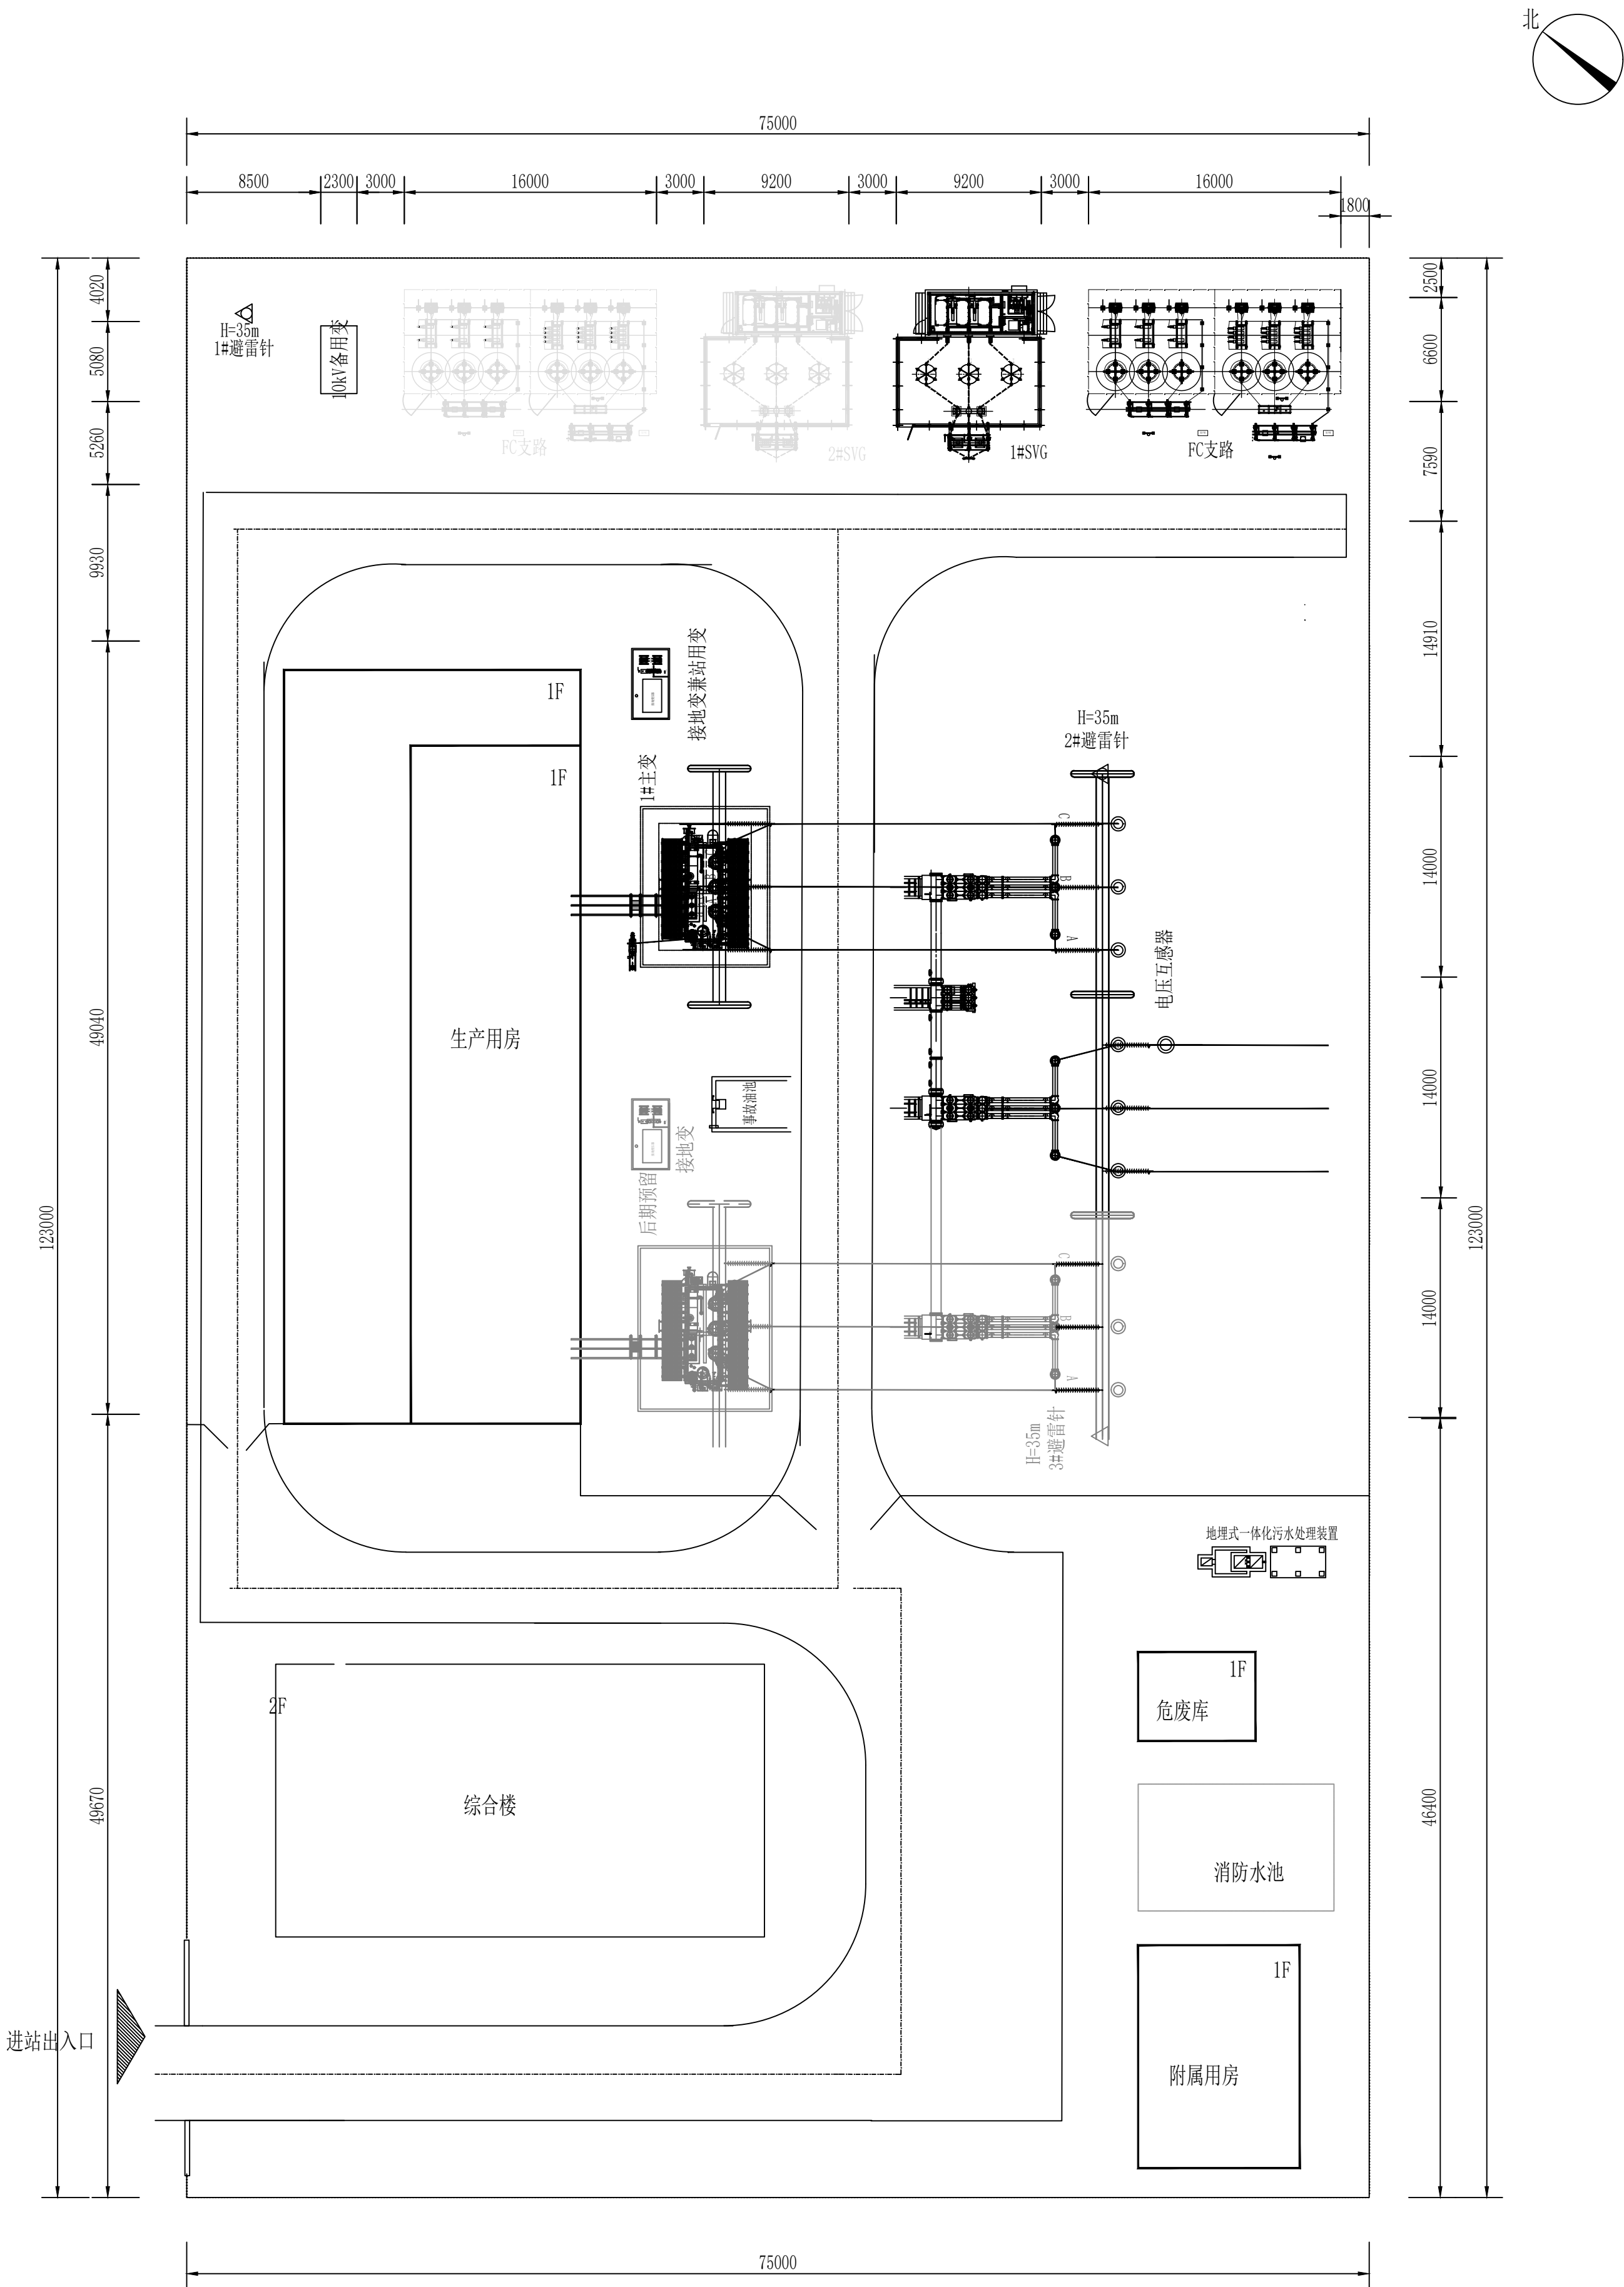 北
75000
8500
2300
3000
16000
3000
9200
3000
9200
3000
16000
1800
4020
5080
5260
9930
49040
123000
49670
2500
6600
7590
14910
14000
14000
14000
123000
46400
H=35m
1#避雷针
10kV备用变
FC支路
2#SVG
1#SVG
FC支路
1F
1F
接地变兼站用变
1#主变
H=35m
2#避雷针
C
B
A
电压互感器
生产用房
事故油池
接地变
后期预留
C
B
A
H=35m
3#避雷针
地埋式一体化污水处理装置
1F
危废库
2F
综合楼
消防水池
1F
附属用房
进站出入口
75000